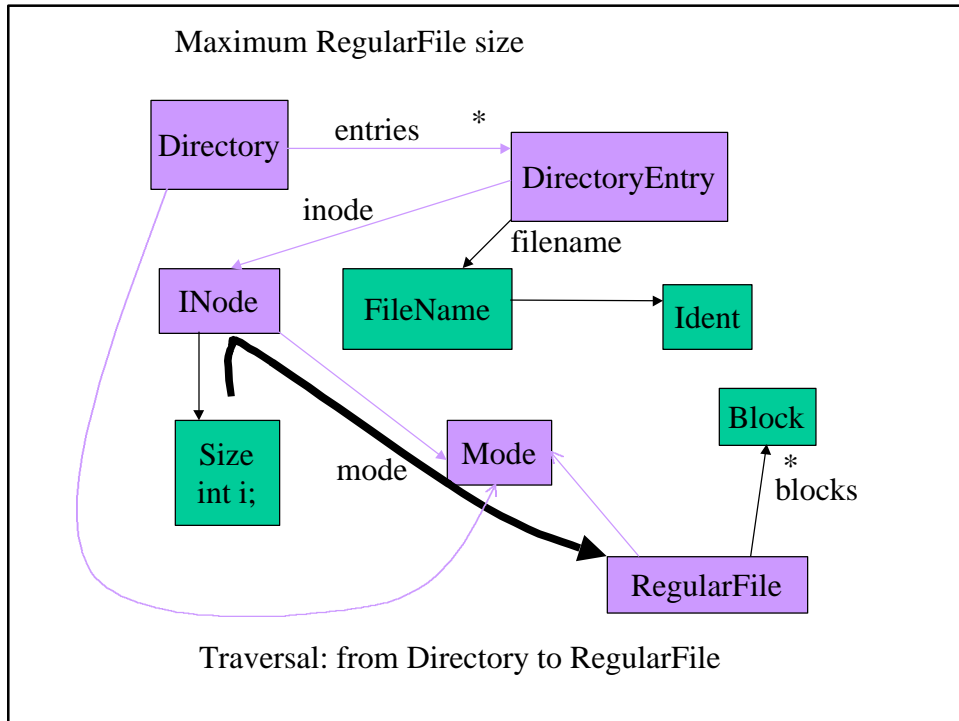 Maximum RegularFile size
Directory
entries
*
DirectoryEntry
inode
filename
INode
FileName
Ident
Size
int i;
mode
Mode
Block
*
blocks
RegularFile
Traversal: from Directory to RegularFile